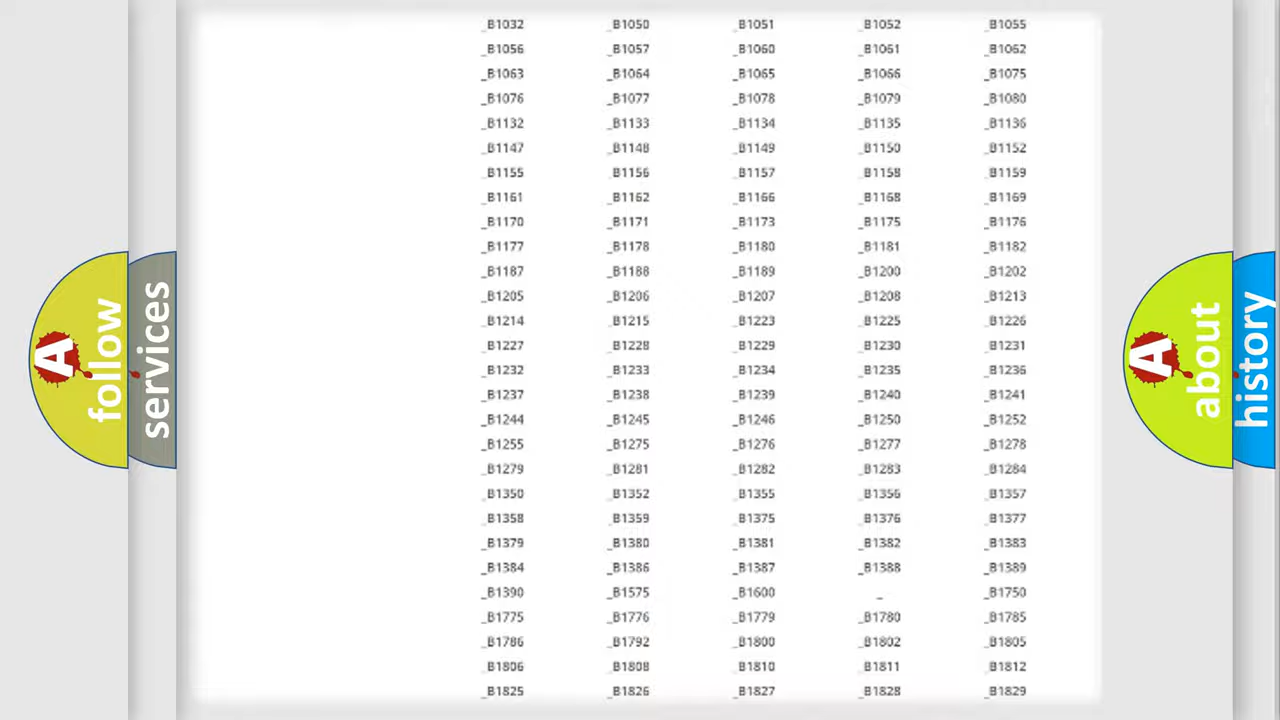 _B1032 _B1050 _B1051 _B1052 _B1055
_B1056 _B1057 _B1060 _B1061 _B1062
_B1063 _B1064 _B1065 _B1066 _B1075
_B1076 _B1077 _B1078 _B1079 _B1080
_B1132 _B1133 _B1134 _B1135 _B1136
_B1147 _B1148 _B1149 _B1150 _B1152
_B1155 _B1156 _B1157 _B1158 _B1159
_B1161 _B1162 _B1166 _B1168 _B1169
_B1170 _B1171 _B1173 _B1175 _B1176
_B1177 _B1178 _B1180 _B1181 _B1182
_B1187 _B1188 _B1189 _B1200 _B1202
_B1205 _B1206 _B1207 _B1208 _B1213
_B1214 _B1215 _B1223 _B1225 _B1226
_B1227 _B1228 _B1229 _B1230 _B1231
_B1232 _B1233 _B1234 _B1235 _B1236
_B1237 _B1238 _B1239 _B1240 _B1241
_B1244 _B1245 _B1246 _B1250 _B1252
_B1255 _B1275 _B1276 _B1277 _B1278
_B1279 _B1281 _B1282 _B1283 _B1284
_B1350 _B1352 _B1355 _B1356 _B1357
_B1358 _B1359 _B1375 _B1376 _B1377
_B1379 _B1380 _B1381 _B1382 _B1383
_B1384 _B1386 _B1387 _B1388 _B1389
_B1390 _B1575 _B1600 _ _B1750
_B1775 _B1776 _B1779 _B1780 _B1785
_B1786 _B1792 _B1800 _B1802 _B1805
_B1806 _B1808 _B1810 _B1811 _B1812
_B1825 _B1826 _B1827 _B1828 _B1829
A follow
services
A about
history